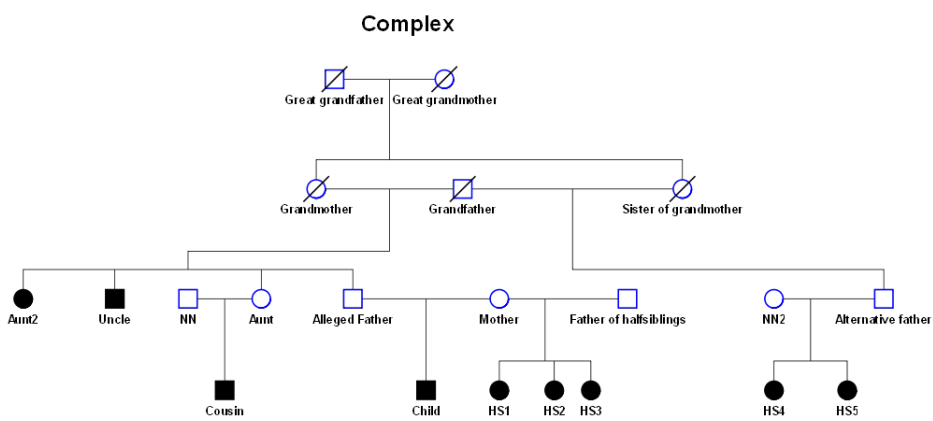 Complex
Great grandfather Great grandmother
Grandmother Grandfather Sister of grandmother
Aunt2 Uncle NN Aunt Alleged Father Mother Father of halfsiblings NN2 Alternative father
Cousin Child HS1 HS2 HS3 HS4 HS5